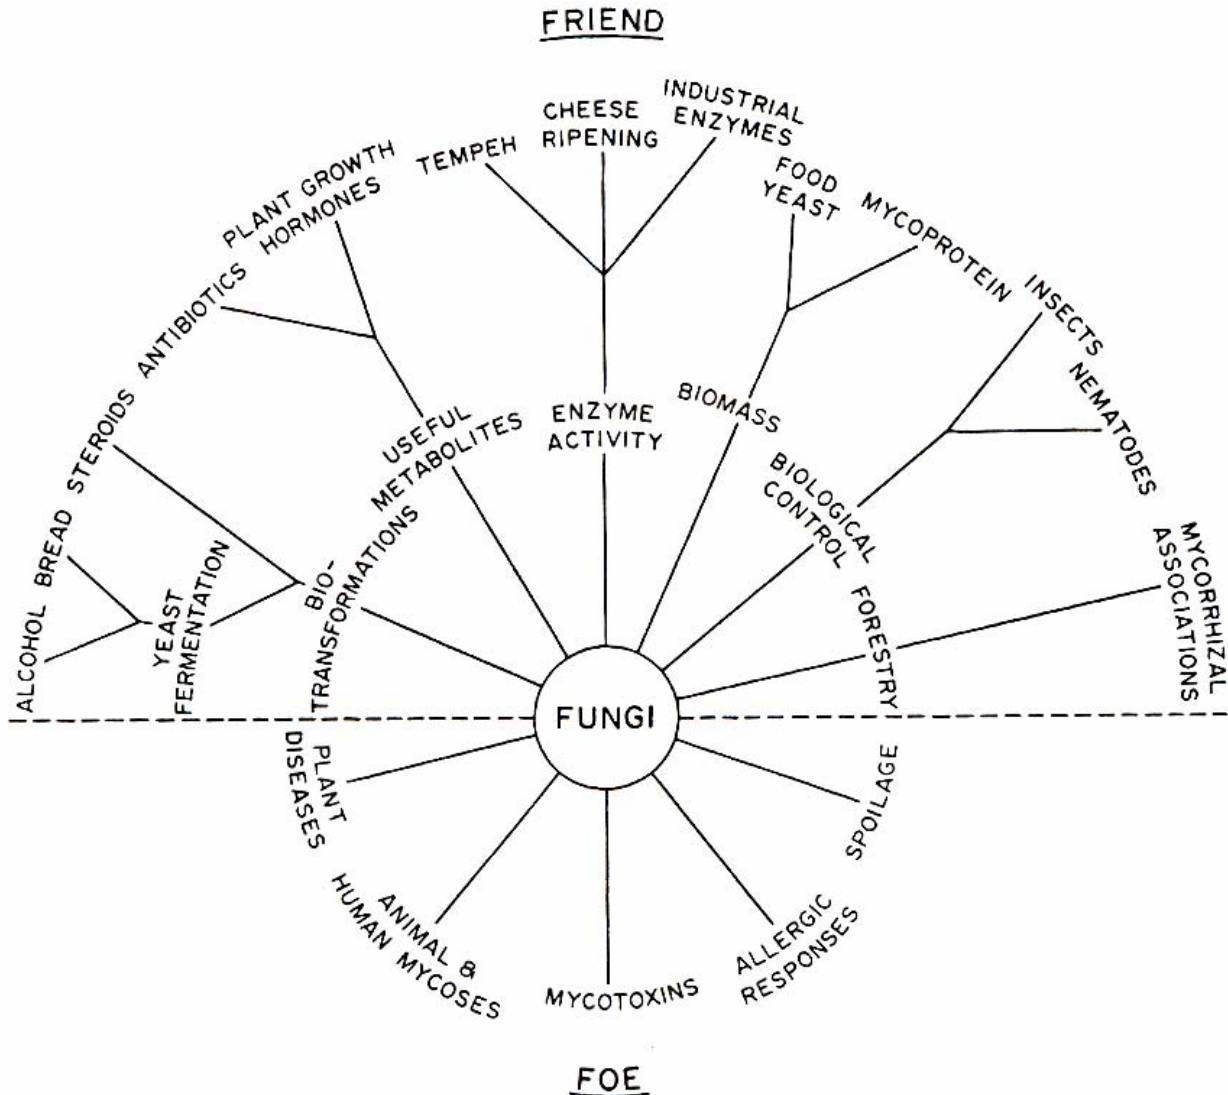 FRIEND
INDUSTRIAL
ENZYMES
CHEESE
RIPENING
TEMPEH
PLANT GROWTH
HORMONES
FOOD
YEAST
MYCOPROTEIN
ANTIBIOTICS
INSECTS
NEMATODES
STEROIDS
BREAD
ALCOHOL
YEAST
FERMENTATION
USEFUL
METABOLITES
ENZYME
ACTIVITY
BIOMASS
BIOLOGICAL
CONTROL
BIO-
TRANSFORMATIONS
FORESTRY
MYCORRHIZAL
ASSOCIATIONS
FUNGI
PLANT
DISEASES
SPOILAGE
ANIMAL &
HUMAN MYCOSES
MYCOTOXINS
ALLERGIC
RESPONSES
FOE